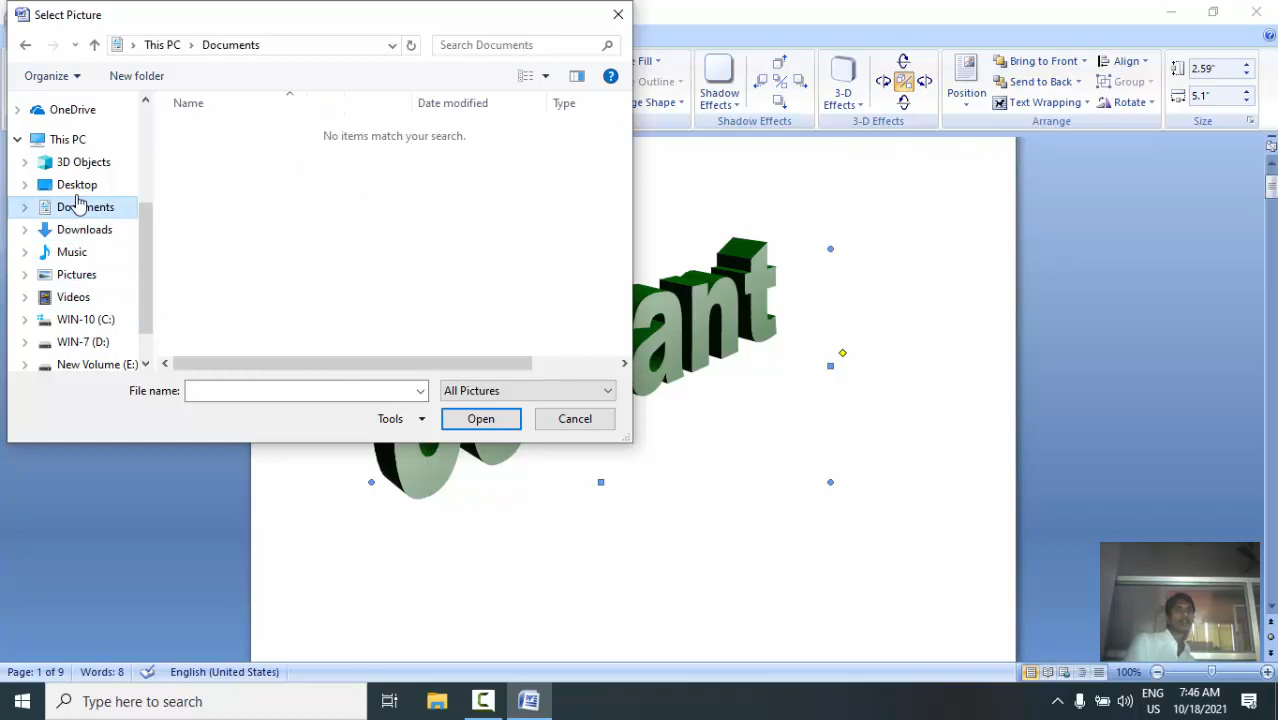 Select Picture
This PC
Documents
Search Documents
Organize
New folder
OneDrive
This PC
3D Objects
Desktop
Documents
Downloads
Music
Pictures
Videos
WIN-10 (C:)
WIN-7 (D:)
New Volume (E:)
Name
Date modified
Type
No items match your search.
File name:
All Pictures
Tools
Open
Cancel
Fill
Outline
Shadow
Effects
Shadow Effects
3-D
Effects
3-D Effects
Position
Bring to Front
Send to Back
Text Wrapping
Align
Group
Rotate
Arrange
2.59"
5.1"
Size
ant
Page: 1 of 9
Words: 8
English (United States)
100%
Type here to search
ENG
US
7:46 AM
10/18/2021